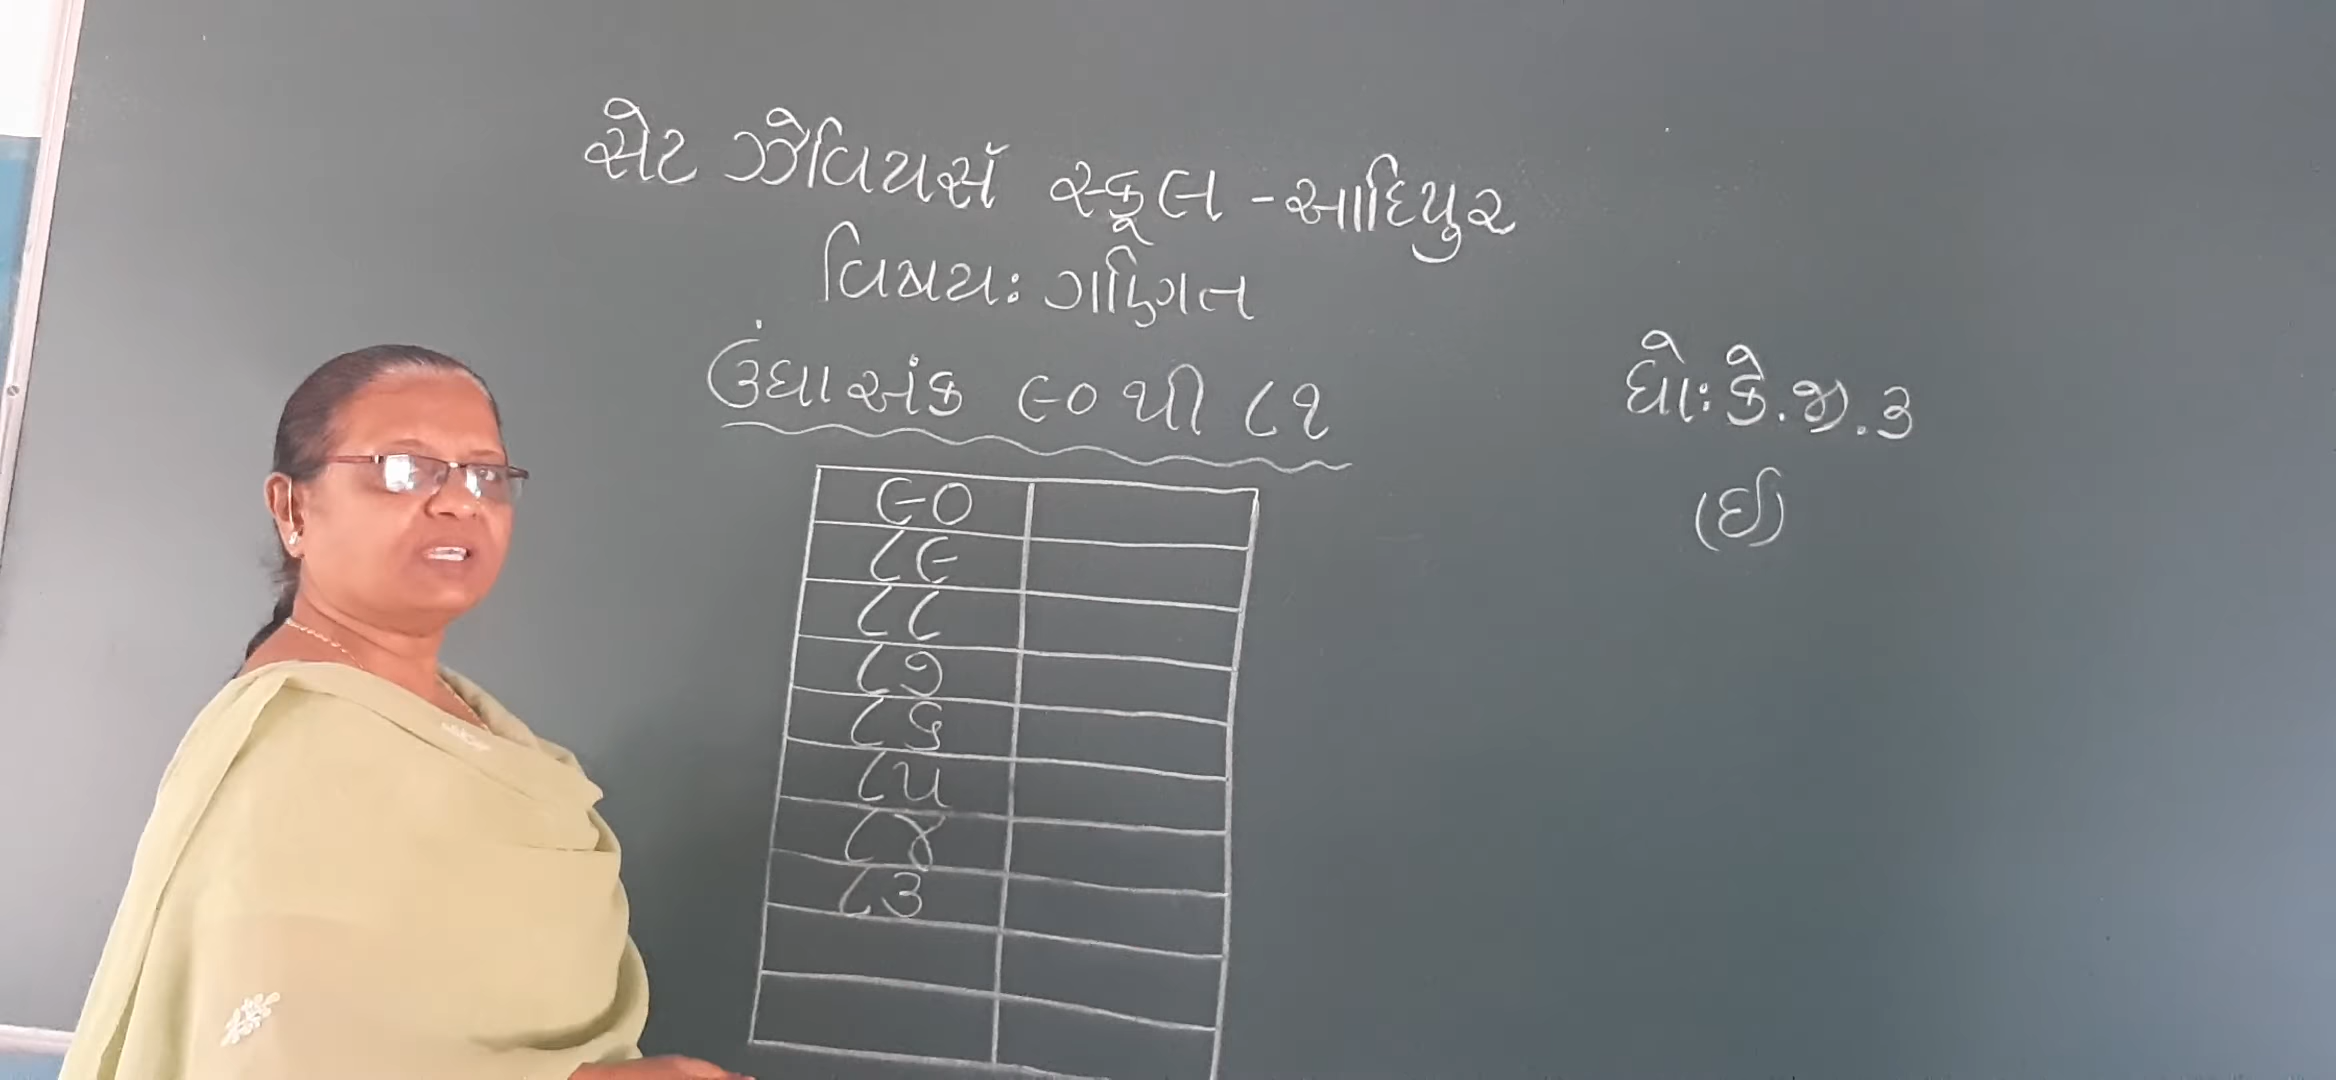 સેટ ઝેવિયર્સ સ્કૂલ - આદિપુર
વિષય: ગણિત
ઉંધા અંક ૯૦ થી ૮૧
ધો: કે.જી. ૩
(ઈ)
૯૦
૮૯
૮૮
૮૭
૮૬
૮૫
૮૪
૮૩